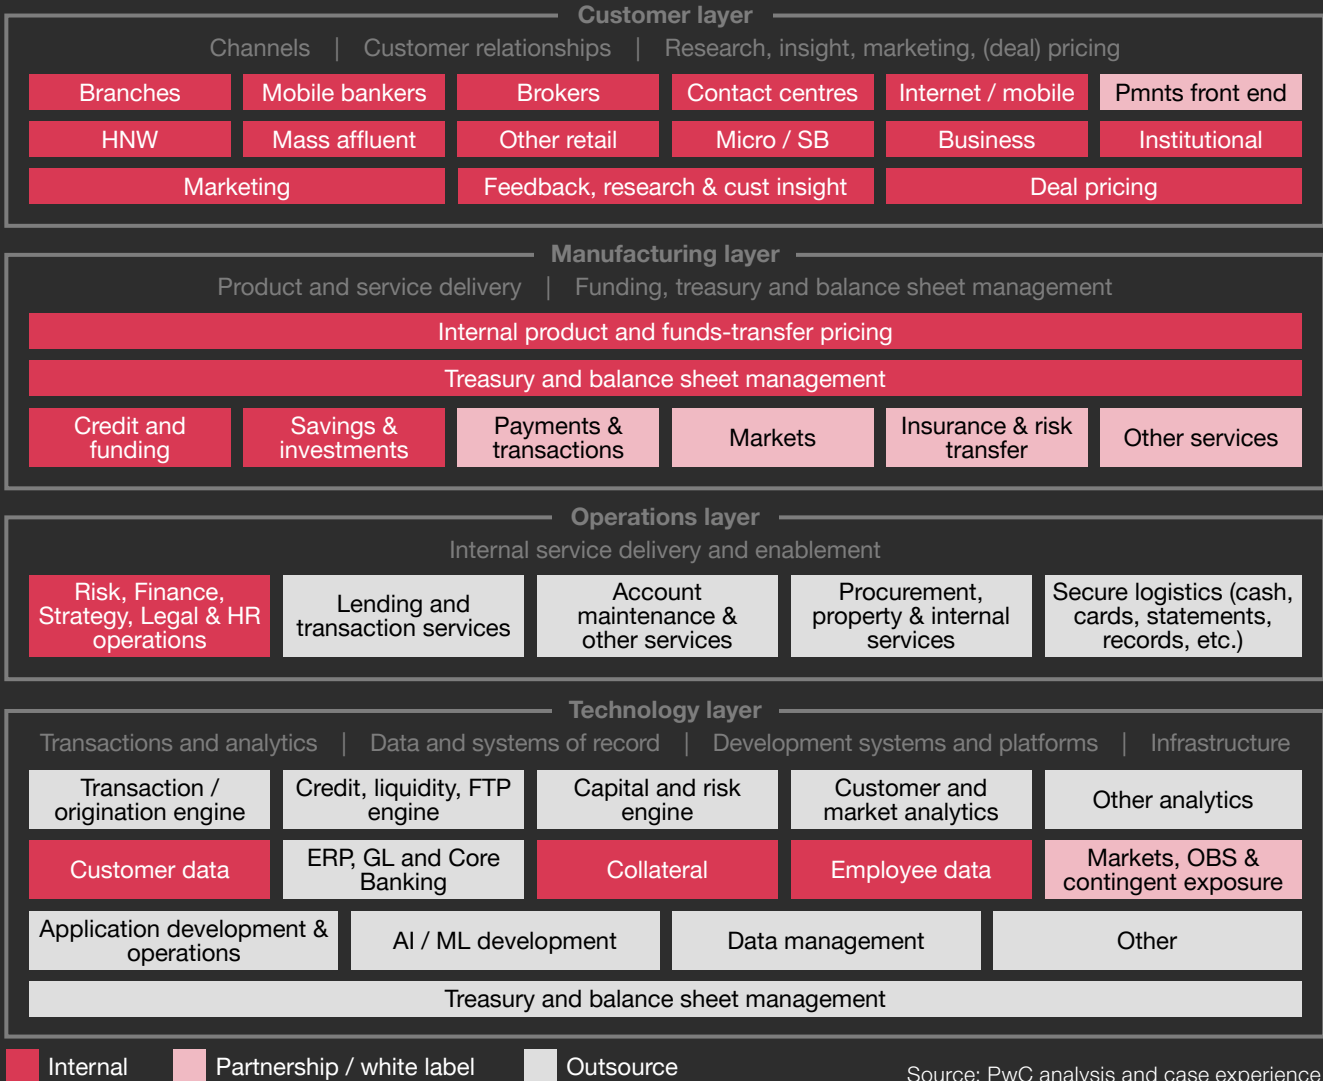 Customer layer
Channels | Customer relationships | Research, insight, marketing, (deal) pricing
Branches
Mobile bankers
Brokers
Contact centres
Internet / mobile
Pmnts front end
HNW
Mass affluent
Other retail
Micro / SB
Business
Institutional
Marketing
Feedback, research & cust insight
Deal pricing
Manufacturing layer
Product and service delivery | Funding, treasury and balance sheet management
Internal product and funds-transfer pricing
Treasury and balance sheet management
Credit and
funding
Savings &
investments
Payments &
transactions
Markets
Insurance & risk
transfer
Other services
Operations layer
Internal service delivery and enablement
Risk, Finance,
Strategy, Legal & HR
operations
Lending and
transaction services
Account
maintenance &
other services
Procurement,
property & internal
services
Secure logistics (cash,
cards, statements,
records, etc.)
Technology layer
Transactions and analytics | Data and systems of record | Development systems and platforms | Infrastructure
Transaction /
origination engine
Credit, liquidity, FTP
engine
Capital and risk
engine
Customer and
market analytics
Other analytics
Customer data
ERP, GL and Core
Banking
Collateral
Employee data
Markets, OBS &
contingent exposure
Application development &
operations
AI / ML development
Data management
Other
Treasury and balance sheet management
Internal
Partnership / white label
Outsource
Source: PwC analysis and case experience